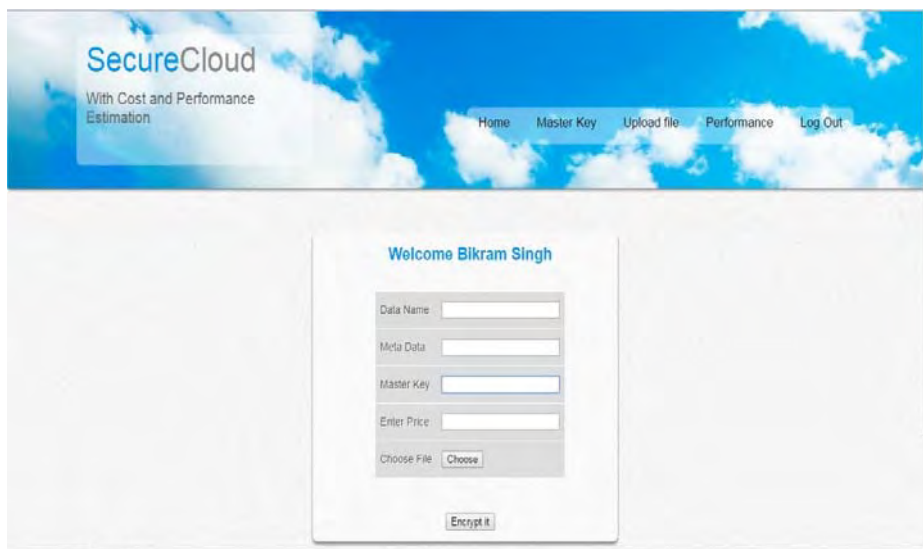 SecureCloud
With Cost and Performance
Estimation
Home Master Key Upload file Performance Log Out
Welcome Bikram Singh
Data Name
Meta Data
Master Key
Enter Price
Choose File Choose
Encrypt it